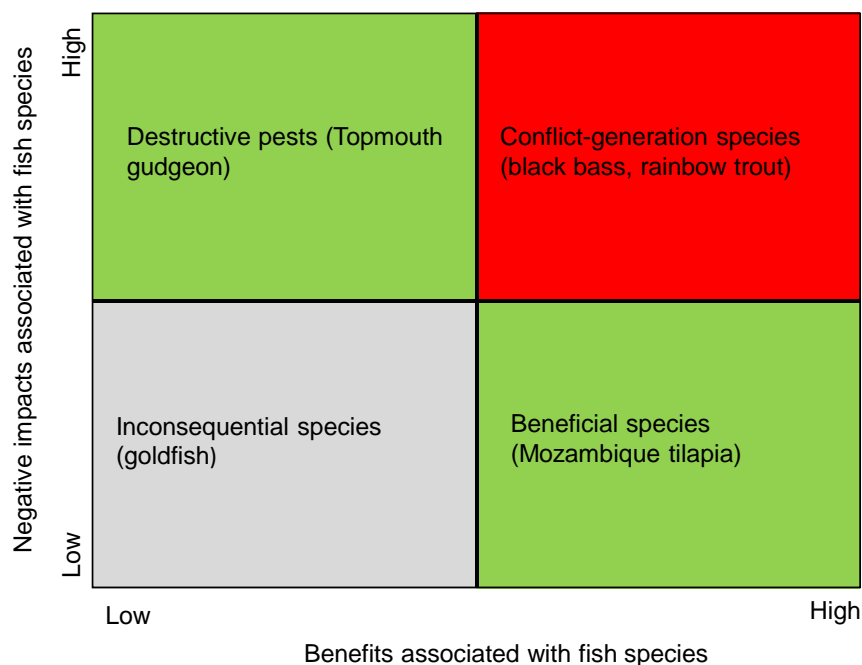 Negative impacts associated with fish species
High
Low
Destructive pests (Topmouth
gudgeon)
Conflict-generation species
(black bass, rainbow trout)
Inconsequential species
(goldfish)
Beneficial species
(Mozambique tilapia)
Low
High
Benefits associated with fish species